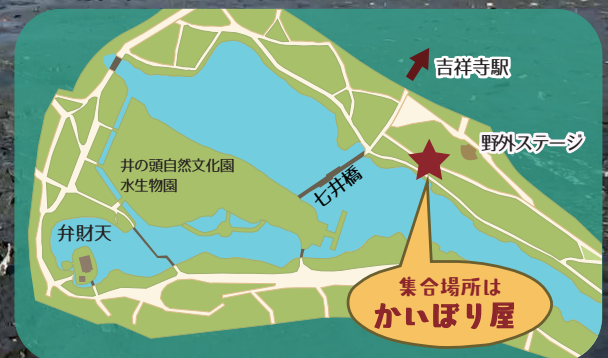 吉祥寺駅
野外ステージ
井の頭自然文化園
水生物園
七井橋
弁財天
集合場所は
かいぼり屋